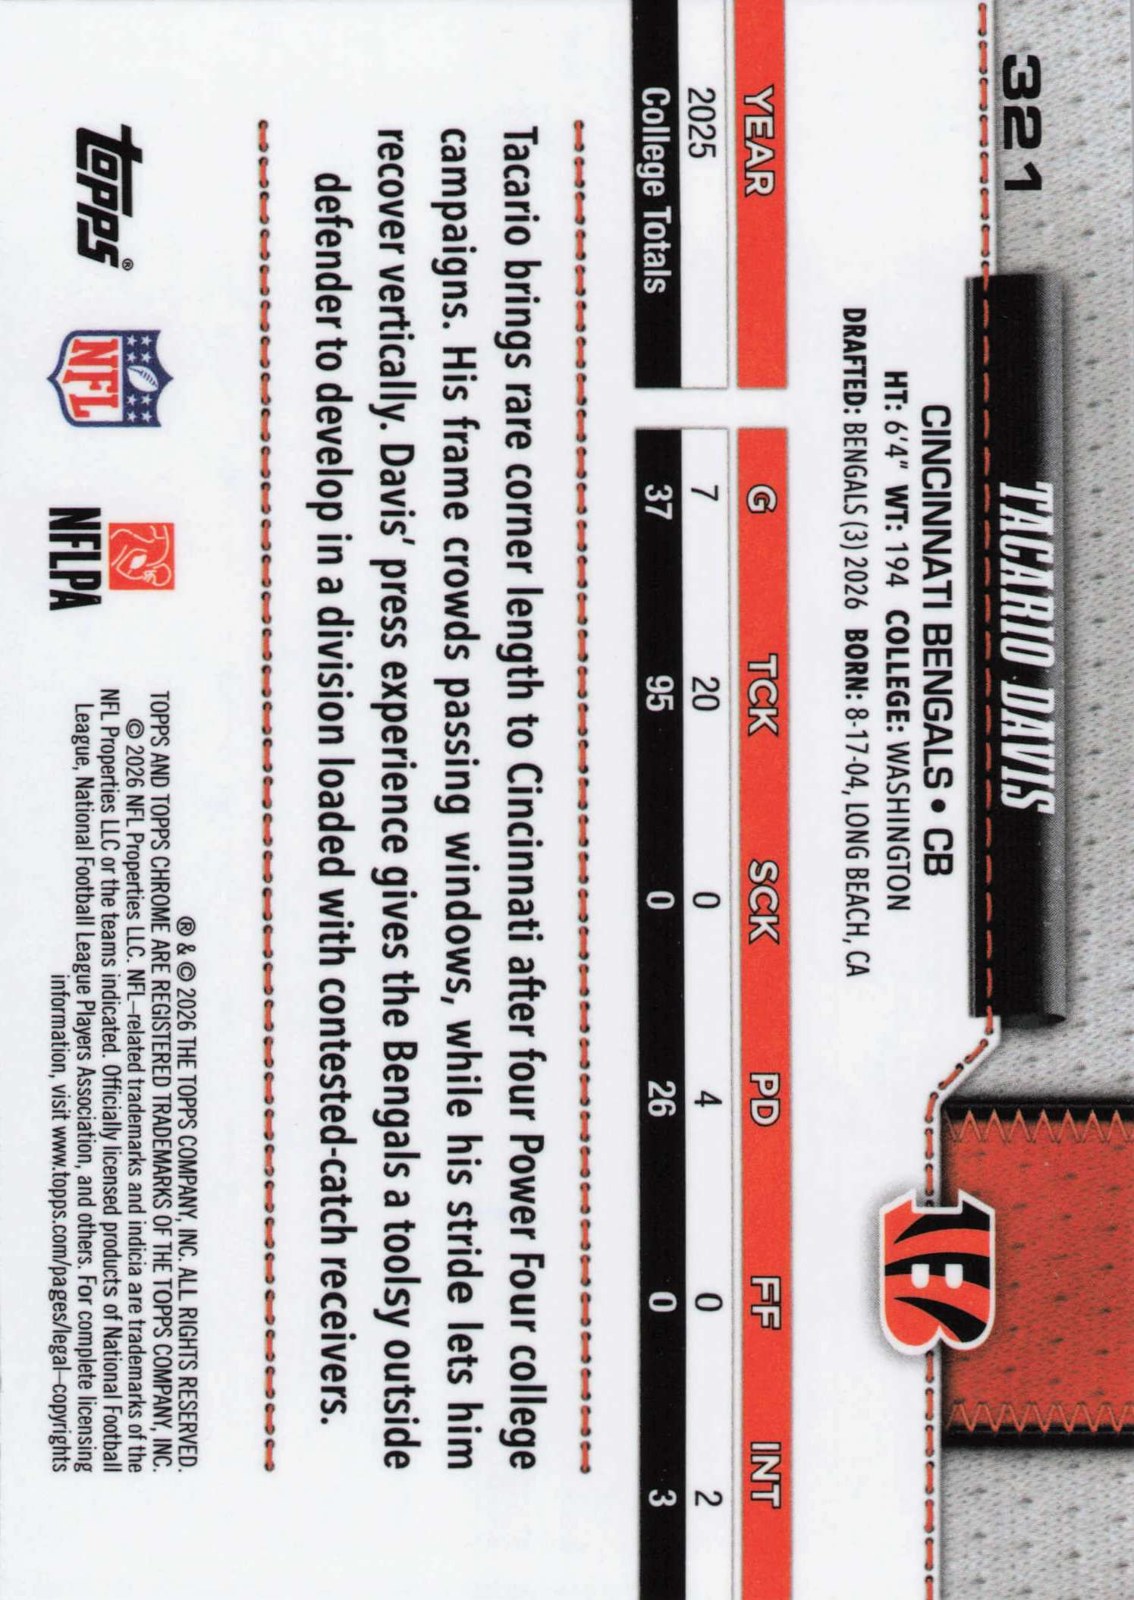 321
TACARIO DAVIS
CINCINNATI BENGALS • CB
HT: 6'4" WT: 194 COLLEGE: WASHINGTON
DRAFTED: BENGALS (3) 2026 BORN: 8-17-04, LONG BEACH, CA
YEAR G TCK SCK PD FF INT
2025 7 20 0 4 0 2
College Totals 37 95 0 26 0 3
Tacario brings rare corner length to Cincinnati after four Power Four college
campaigns. His frame crowds passing windows, while his stride lets him
recover vertically. Davis' press experience gives the Bengals a toolsy outside
defender to develop in a division loaded with contested-catch receivers.
topps®
NFL
NFLPA
® & © 2026 THE TOPPS COMPANY, INC. ALL RIGHTS RESERVED.
TOPPS AND TOPPS CHROME ARE REGISTERED TRADEMARKS OF THE TOPPS COMPANY, INC.
© 2026 NFL Properties LLC. NFL-related trademarks and indicia are trademarks of the
NFL Properties LLC or the teams indicated. Officially licensed products of National Football
League, National Football League Players Association, and others. For complete licensing
information, visit www.topps.com/pages/legal-copyrights